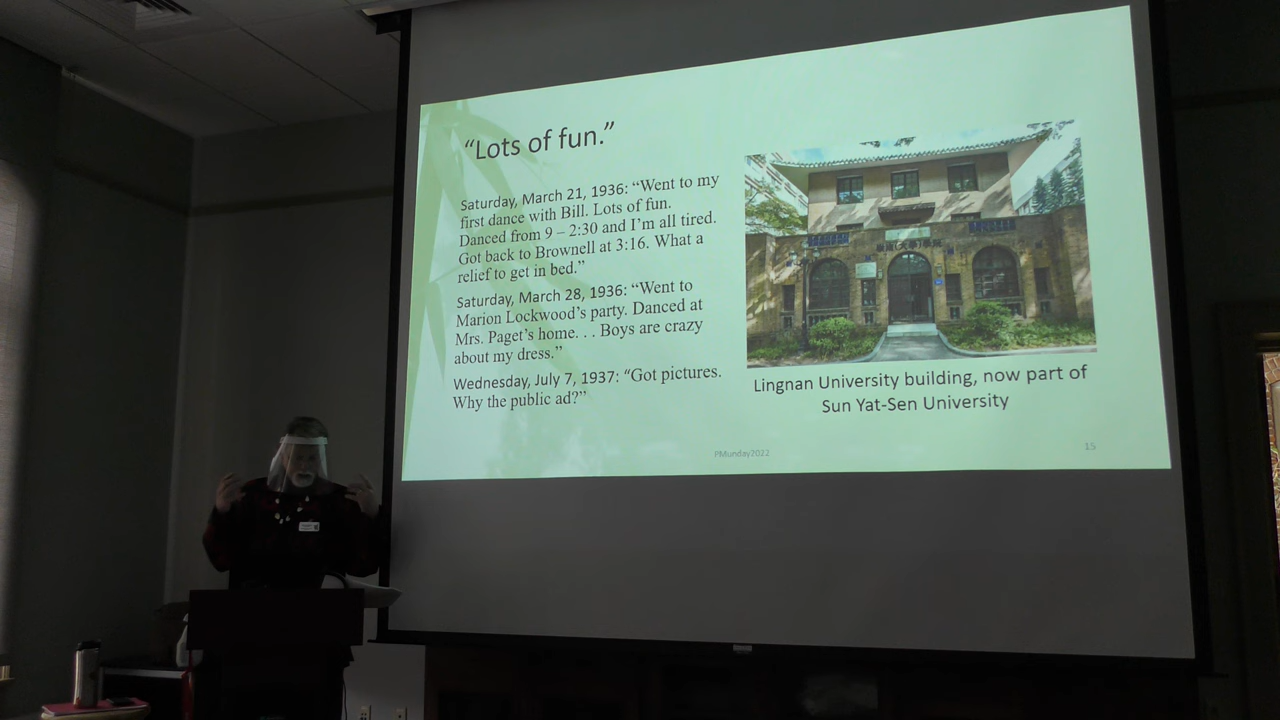 “Lots of fun.”
Saturday, March 21, 1936: “Went to my
first dance with Bill. Lots of fun.
Danced from 9 – 2:30 and I’m all tired.
Got back to Brownell at 3:16. What a
relief to get in bed.”
Saturday, March 28, 1936: “Went to
Marion Lockwood’s party. Danced at
Mrs. Paget’s home. . . Boys are crazy
about my dress.”
Wednesday, July 7, 1937: “Got pictures.
Why the public ad?”
Lingnan University building, now part of
Sun Yat-Sen University
PMunday2022
15